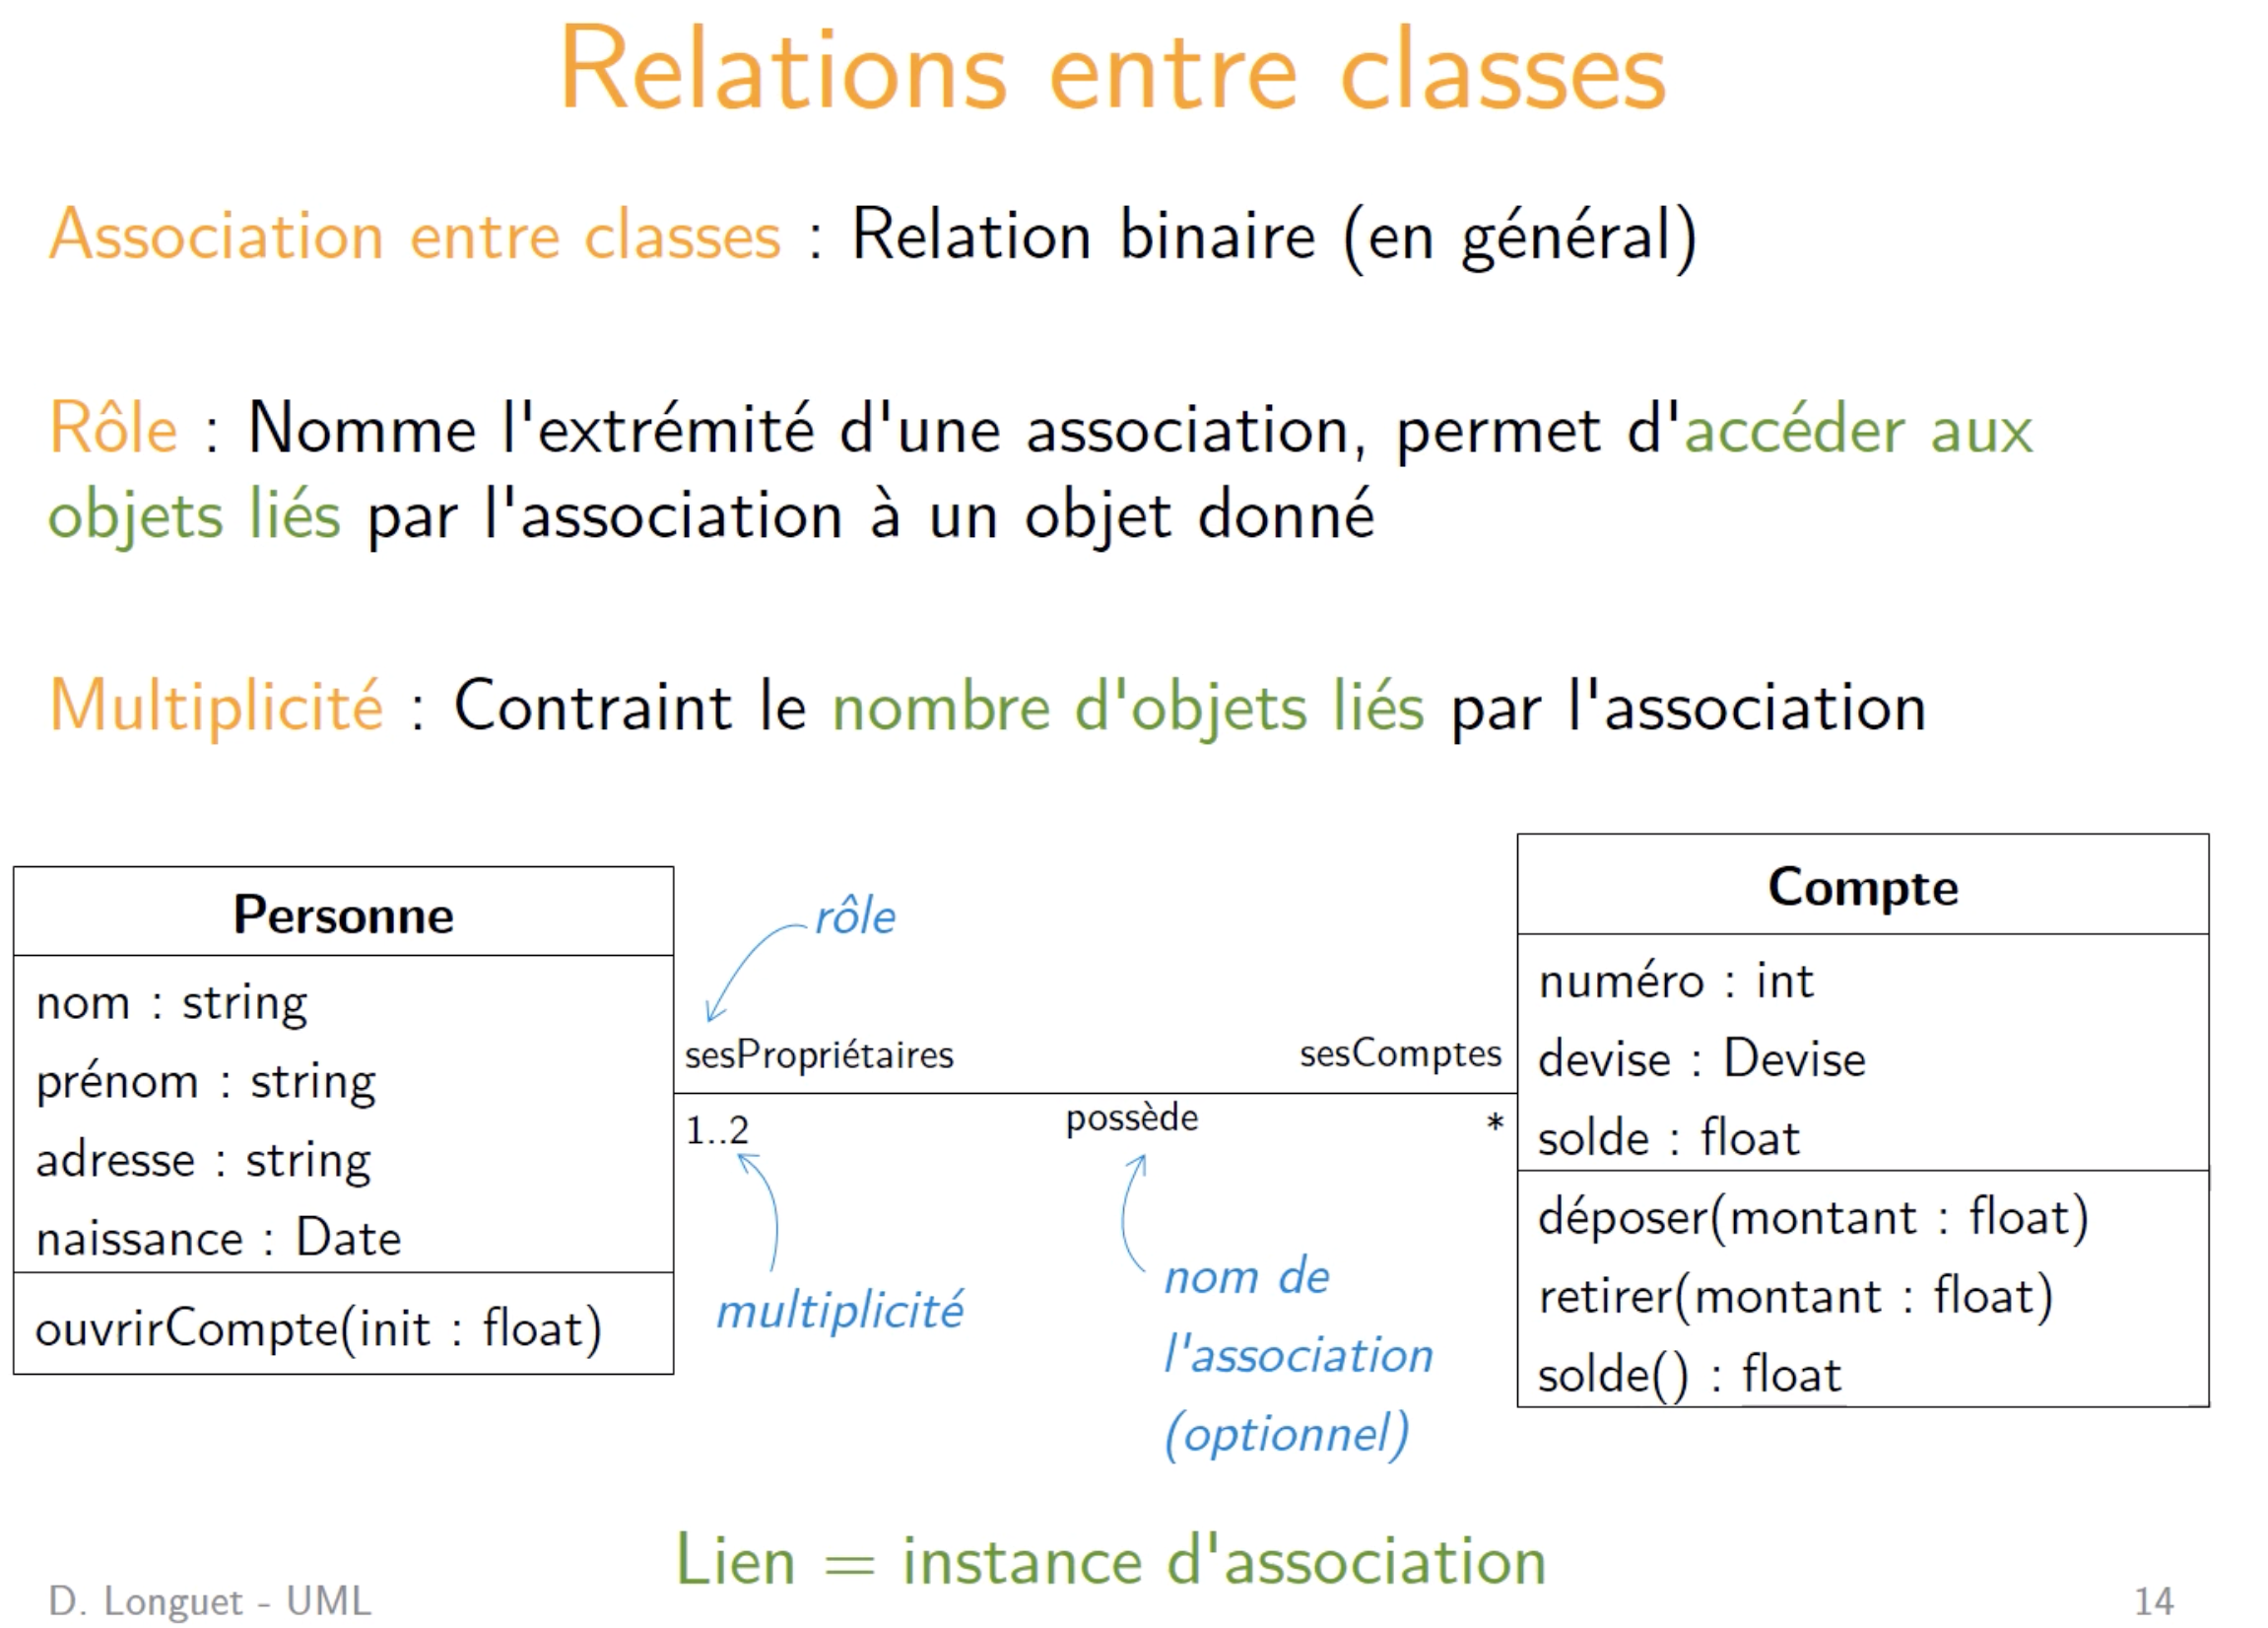 Relations entre classes
Association entre classes : Relation binaire (en général)
Rôle : Nomme l'extrémité d'une association, permet d'accéder aux
objets liés par l'association à un objet donné
Multiplicité : Contraint le nombre d'objets liés par l'association
Personne
nom : string
prénom : string
adresse : string
naissance : Date
ouvrirCompte(init : float)
rôle
sesPropriétaires
1..2
multiplicité
possède
nom de
l'association
(optionnel)
sesComptes
*
Compte
numéro : int
devise : Devise
solde : float
déposer(montant : float)
retirer(montant : float)
solde() : float
Lien = instance d'association
D. Longuet - UML
14